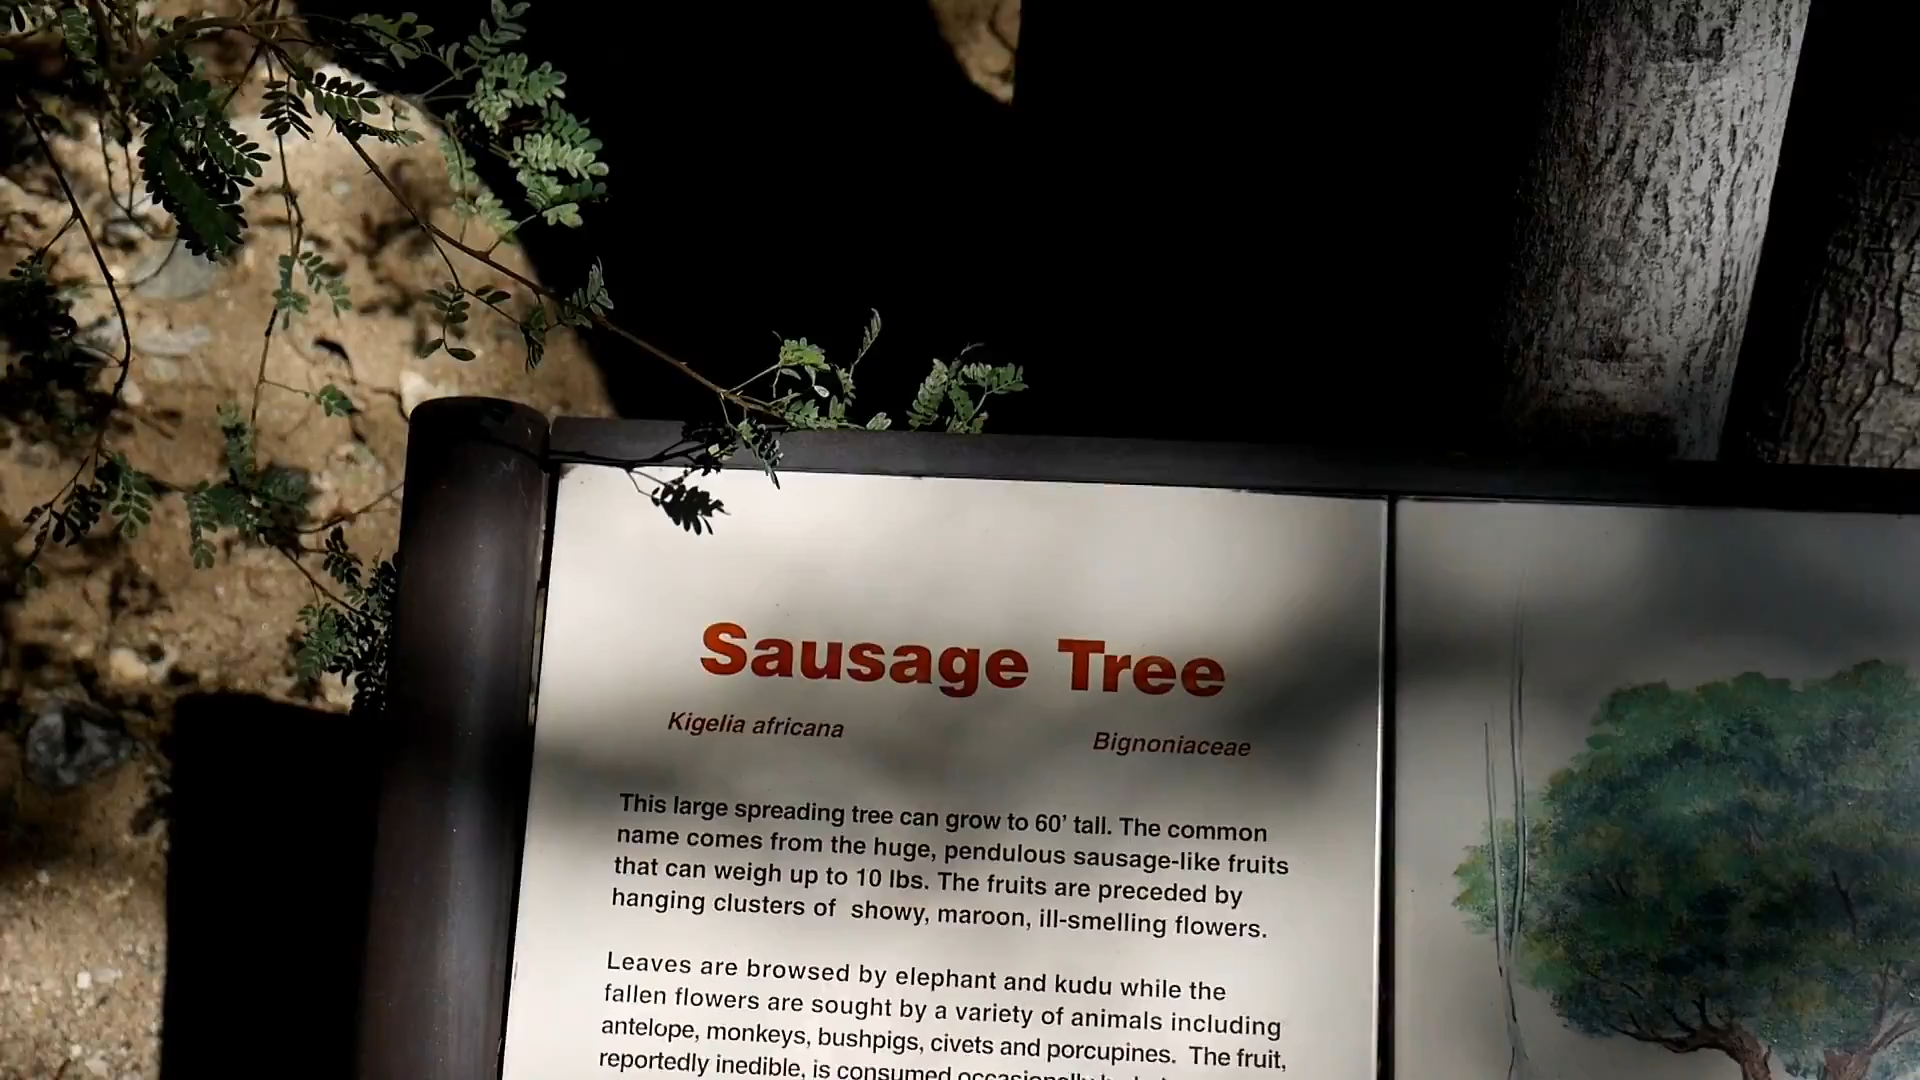 Sausage Tree
Kigelia africana Bignoniaceae
This large spreading tree can grow to 60’ tall. The common
name comes from the huge, pendulous sausage-like fruits
that can weigh up to 10 lbs. The fruits are preceded by
hanging clusters of showy, maroon, ill-smelling flowers.
Leaves are browsed by elephant and kudu while the
fallen flowers are sought by a variety of animals including
antelope, monkeys, bushpigs, civets and porcupines. The fruit,
reportedly inedible, is consumed occasionally